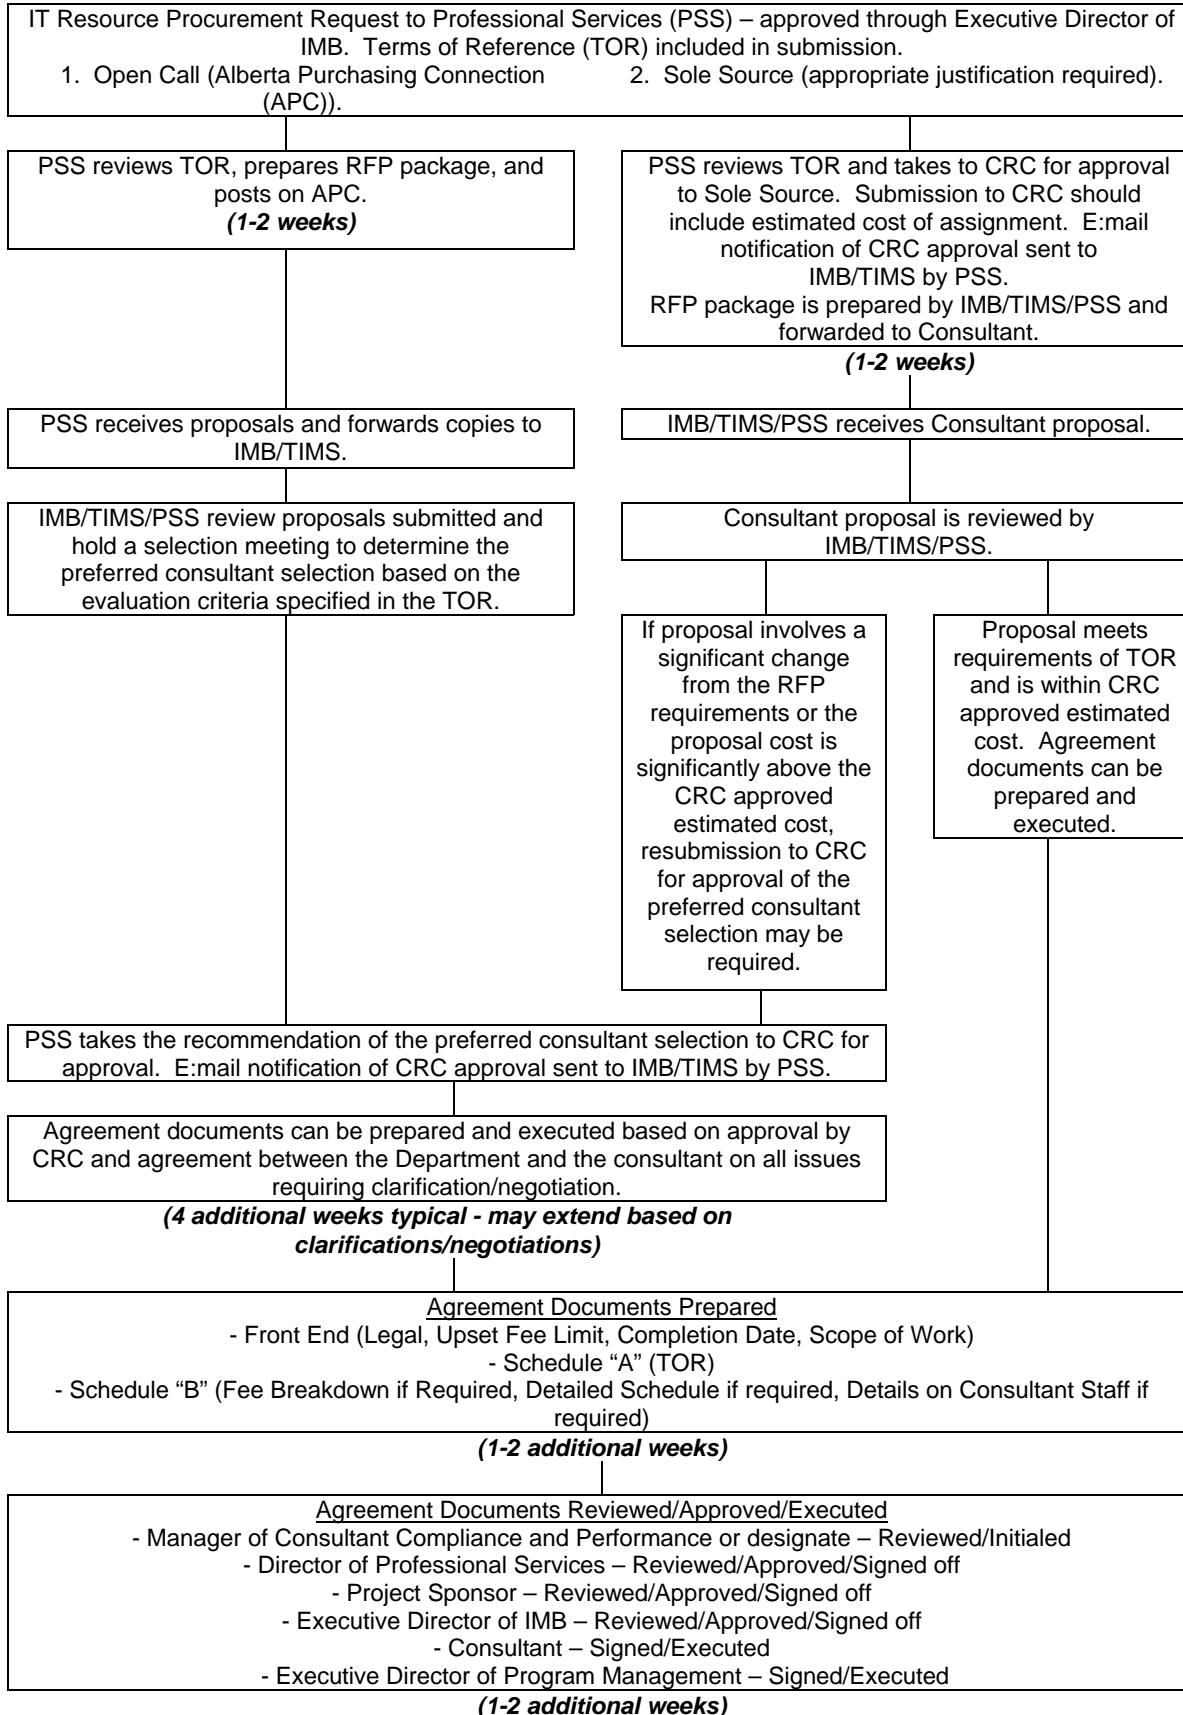 IT Resource Procurement Request to Professional Services (PSS) – approved through Executive Director of
IMB.  Terms of Reference (TOR) included in submission.
1.  Open Call (Alberta Purchasing Connection
(APC)).
2.  Sole Source (appropriate justification required).
PSS reviews TOR, prepares RFP package, and
posts on APC.
(1-2 weeks)
PSS reviews TOR and takes to CRC for approval
to Sole Source.  Submission to CRC should
include estimated cost of assignment.  E:mail
notification of CRC approval sent to
IMB/TIMS by PSS.
RFP package is prepared by IMB/TIMS/PSS and
forwarded to Consultant.
(1-2 weeks)
PSS receives proposals and forwards copies to
IMB/TIMS.
IMB/TIMS/PSS receives Consultant proposal.
IMB/TIMS/PSS review proposals submitted and
hold a selection meeting to determine the
preferred consultant selection based on the
evaluation criteria specified in the TOR.
Consultant proposal is reviewed by
IMB/TIMS/PSS.
If proposal involves a
significant change
from the RFP
requirements or the
proposal cost is
significantly above the
CRC approved
estimated cost,
resubmission to CRC
for approval of the
preferred consultant
selection may be
required.
Proposal meets
requirements of TOR
and is within CRC
approved estimated
cost.  Agreement
documents can be
prepared and
executed.
PSS takes the recommendation of the preferred consultant selection to CRC for
approval.  E:mail notification of CRC approval sent to IMB/TIMS by PSS.
Agreement documents can be prepared and executed based on approval by
CRC and agreement between the Department and the consultant on all issues
requiring clarification/negotiation.
(4 additional weeks typical - may extend based on
clarifications/negotiations)
Agreement Documents Prepared
- Front End (Legal, Upset Fee Limit, Completion Date, Scope of Work)
- Schedule “A” (TOR)
- Schedule “B” (Fee Breakdown if Required, Detailed Schedule if required, Details on Consultant Staff if
required)
(1-2 additional weeks)
Agreement Documents Reviewed/Approved/Executed
- Manager of Consultant Compliance and Performance or designate – Reviewed/Initialed
- Director of Professional Services – Reviewed/Approved/Signed off
- Project Sponsor – Reviewed/Approved/Signed off
- Executive Director of IMB – Reviewed/Approved/Signed off
- Consultant – Signed/Executed
- Executive Director of Program Management – Signed/Executed
(1-2 additional weeks)